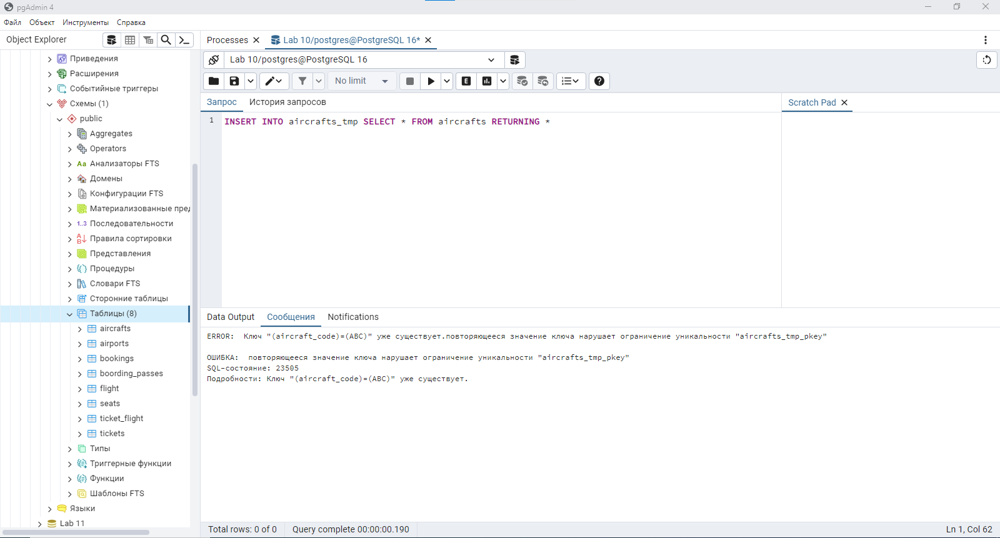 pgAdmin 4
Файл Объект Инструменты Справка
Object Explorer
Processes
Lab 10/postgres@PostgreSQL 16*
Lab 10/postgres@PostgreSQL 16
No limit
E
Запрос История запросов
Scratch Pad
1 INSERT INTO aircrafts_tmp SELECT * FROM aircrafts RETURNING *
Приведения
Расширения
Событийные триггеры
Схемы (1)
public
Aggregates
Operators
Aa Анализаторы FTS
Домены
Конфигурации FTS
Материализованные пред
1..3 Последовательности
Правила сортировки
Представления
Процедуры
Словари FTS
Сторонние таблицы
Таблицы (8)
aircrafts
airports
bookings
boording_passes
flight
seats
ticket_flight
tickets
Типы
Триггерные функции
Функции
Шаблоны FTS
Языки
Lab 11
Data Output Сообщения Notifications
ERROR: Ключ "(aircraft_code)=(ABC)" уже существует.повторяющееся значение ключа нарушает ограничение уникальности "aircrafts_tmp_pkey"
ОШИБКА: повторяющееся значение ключа нарушает ограничение уникальности "aircrafts_tmp_pkey"
SQL-состояние: 23505
Подробности: Ключ "(aircraft_code)=(ABC)" уже существует.
Total rows: 0 of 0 Query complete 00:00:00.190 Ln 1, Col 62